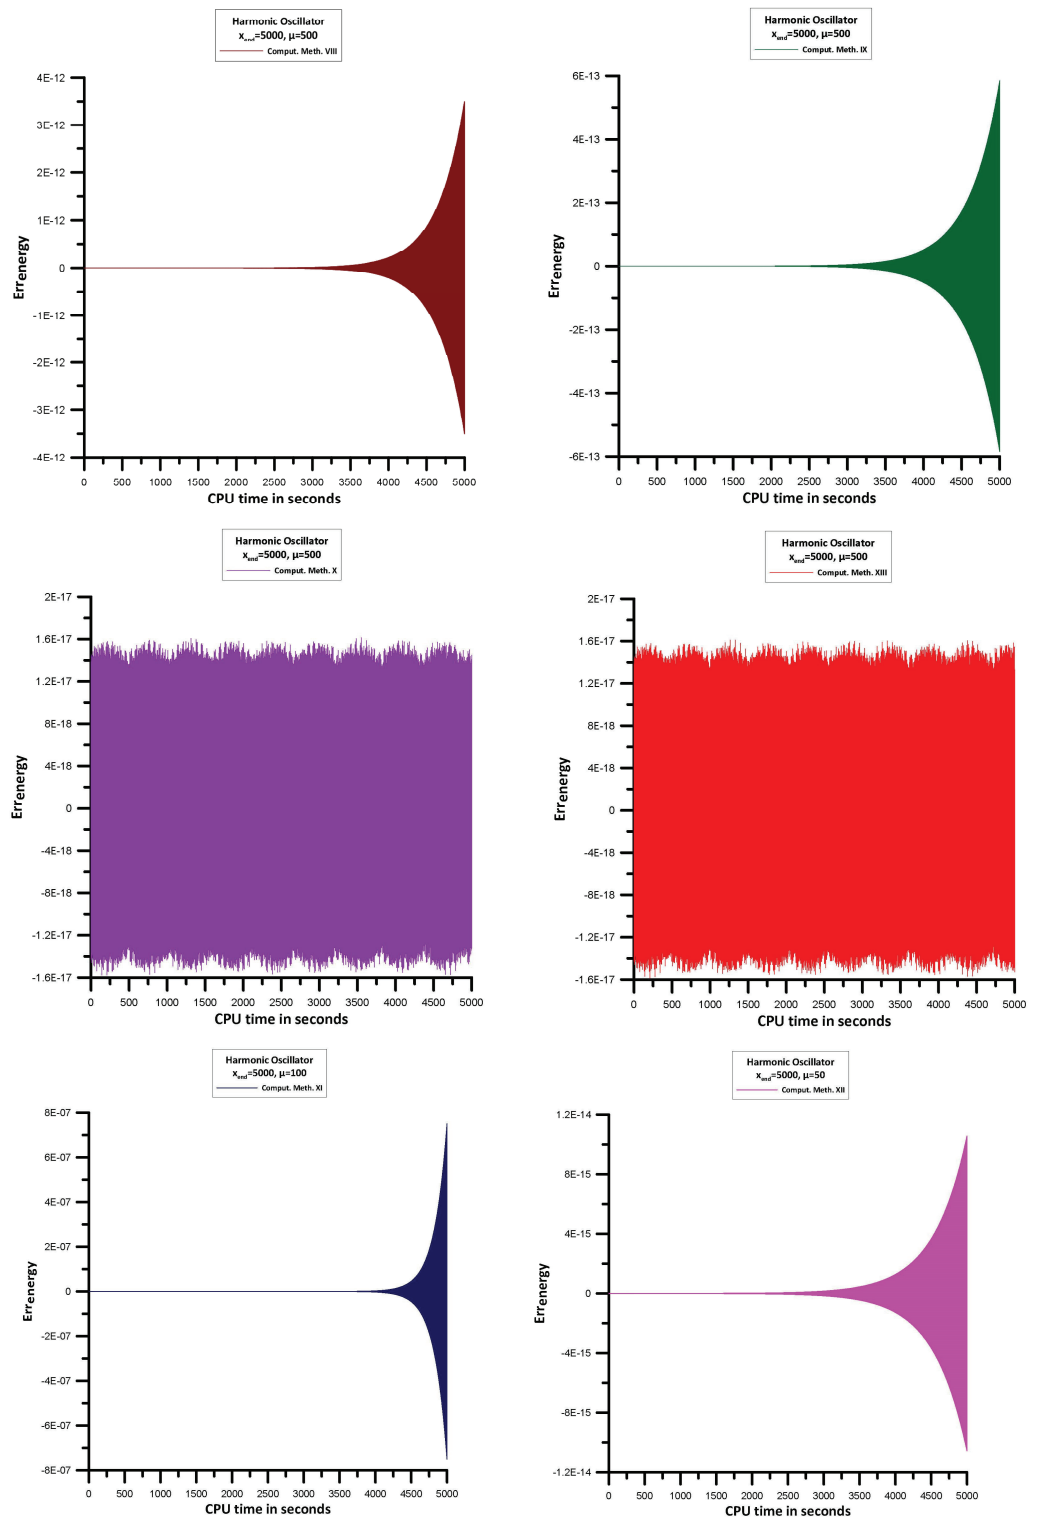 Harmonic Oscillator
x_end=5000, μ=500
Comput. Meth. VIII
4E-12
3E-12
2E-12
1E-12
0
-1E-12
-2E-12
-3E-12
-4E-12
Errenergy
0 500 1000 1500 2000 2500 3000 3500 4000 4500 5000
CPU time in seconds
Harmonic Oscillator
x_end=5000, μ=500
Comput. Meth. IX
6E-13
4E-13
2E-13
0
-2E-13
-4E-13
-6E-13
Errenergy
0 500 1000 1500 2000 2500 3000 3500 4000 4500 5000
CPU time in seconds
Harmonic Oscillator
x_end=5000, μ=500
Comput. Meth. X
2E-17
1.6E-17
1.2E-17
8E-18
4E-18
0
-4E-18
-8E-18
-1.2E-17
-1.6E-17
Errenergy
0 500 1000 1500 2000 2500 3000 3500 4000 4500 5000
CPU time in seconds
Harmonic Oscillator
x_end=5000, μ=500
Comput. Meth. XIII
2E-17
1.6E-17
1.2E-17
8E-18
4E-18
0
-4E-18
-8E-18
-1.2E-17
-1.6E-17
Errenergy
0 500 1000 1500 2000 2500 3000 3500 4000 4500 5000
CPU time in seconds
Harmonic Oscillator
x_end=5000, μ=100
Comput. Meth. XI
8E-07
6E-07
4E-07
2E-07
0
-2E-07
-4E-07
-6E-07
-8E-07
Errenergy
0 500 1000 1500 2000 2500 3000 3500 4000 4500 5000
CPU time in seconds
Harmonic Oscillator
x_end=5000, μ=50
Comput. Meth. XII
1.2E-14
8E-15
4E-15
0
-4E-15
-8E-15
-1.2E-14
Errenergy
0 500 1000 1500 2000 2500 3000 3500 4000 4500 5000
CPU time in seconds